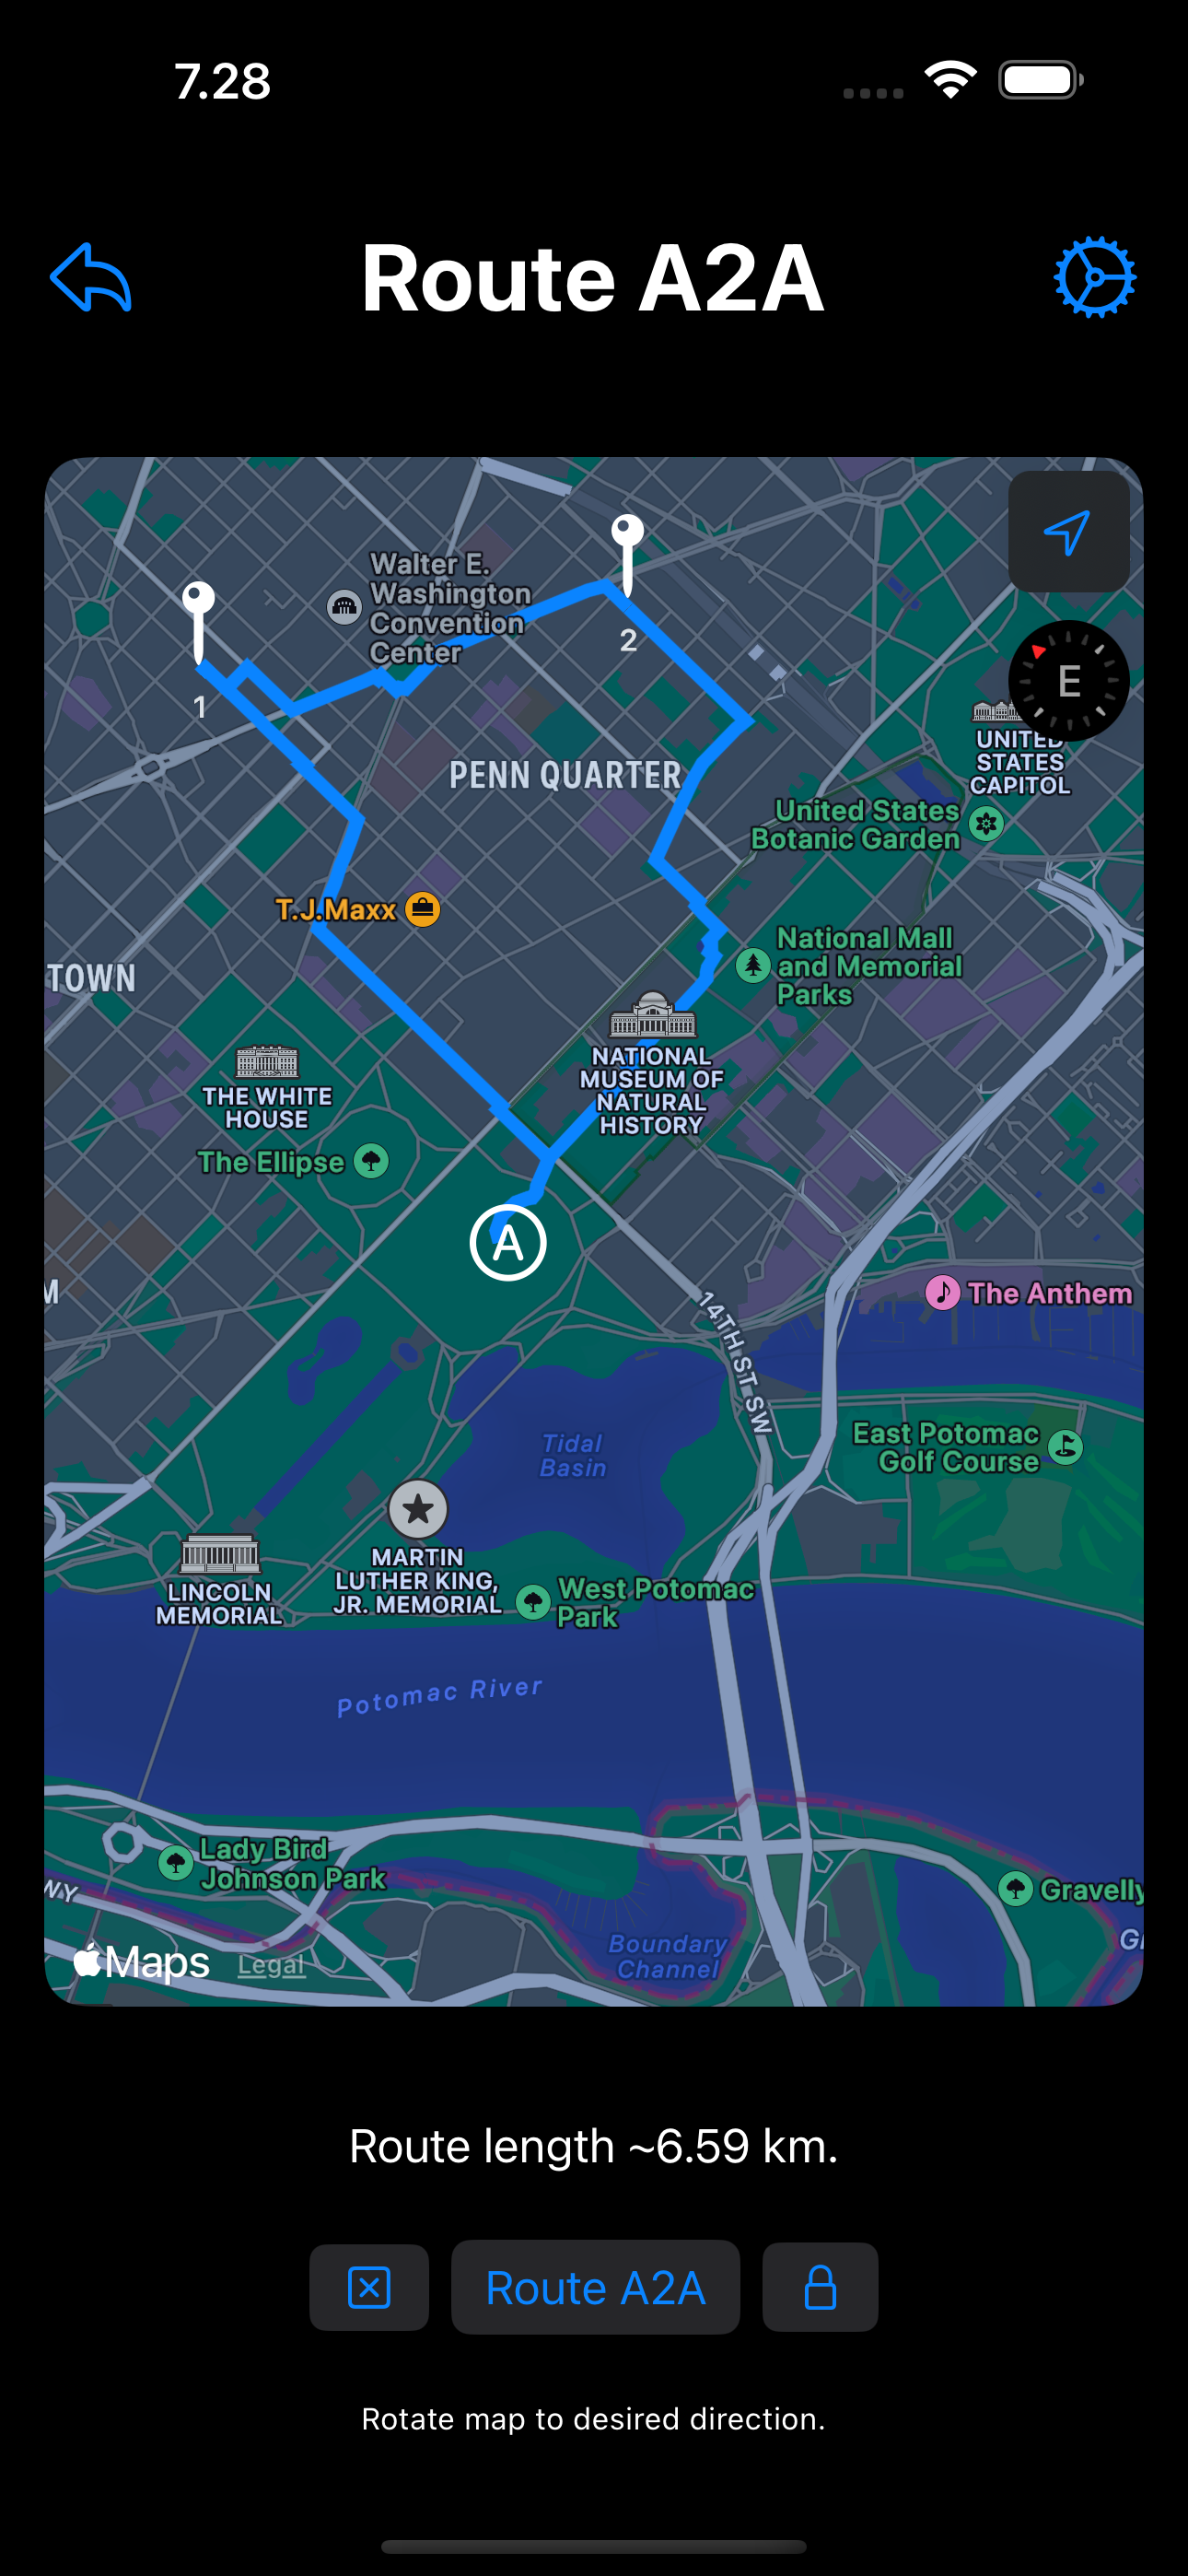 7.28
Route A2A
Walter E.
Washington
Convention
Center
1
2
E
PENN QUARTER
UNITED
STATES
CAPITOL
United States
Botanic Garden
T.J.Maxx
National Mall
and Memorial
Parks
TOWN
NATIONAL
MUSEUM OF
NATURAL
HISTORY
THE WHITE
HOUSE
The Ellipse
A
M
The Anthem
14TH ST SW
Tidal
Basin
East Potomac
Golf Course
MARTIN
LUTHER KING,
JR. MEMORIAL
LINCOLN
MEMORIAL
West Potomac
Park
Potomac River
Lady Bird
Johnson Park
WY
Gravelly
Boundary
Channel
Maps
Legal
Route length ~6.59 km.
Route A2A
Rotate map to desired direction.